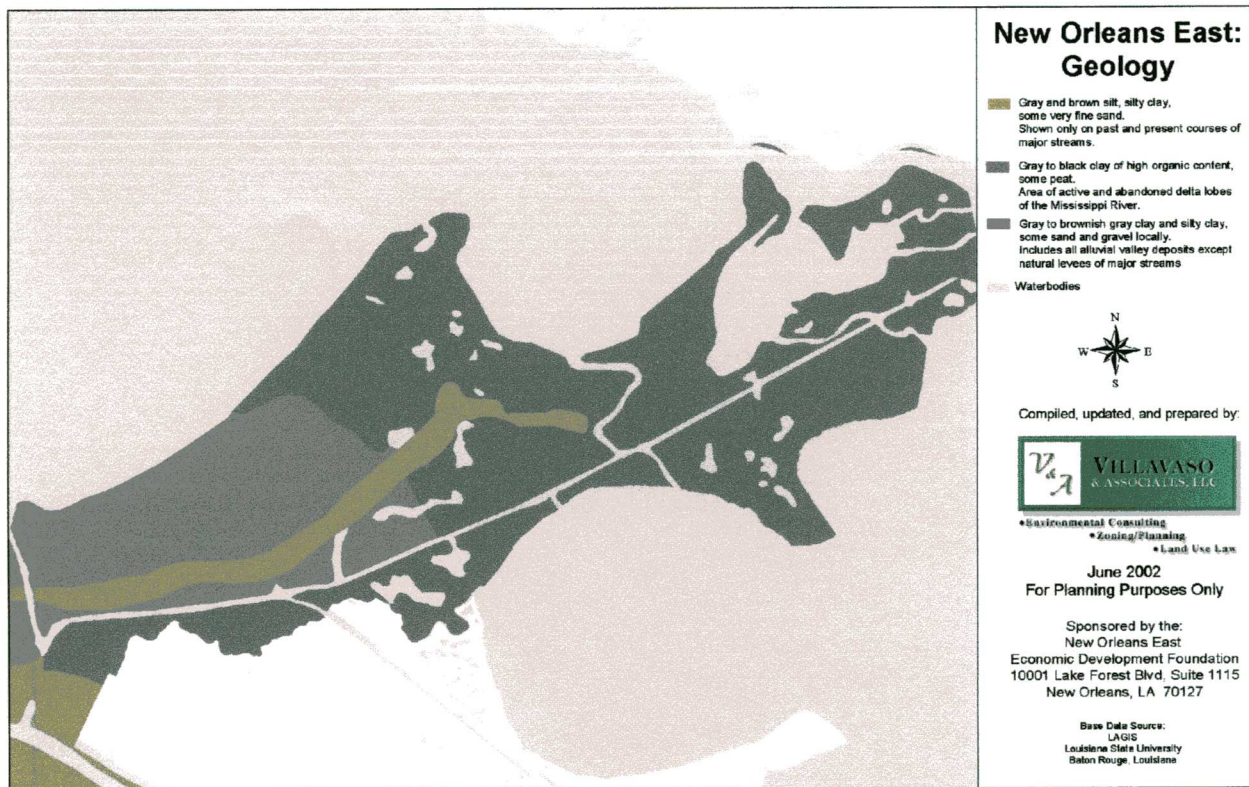 New Orleans East:
Geology
Gray and brown silt, silty clay,
some very fine sand.
Shown only on past and present courses of
major streams.
Gray to black clay of high organic content,
some peat.
Area of active and abandoned delta lobes
of the Mississippi River.
Gray to brownish gray clay and silty clay,
some sand and gravel locally.
Includes all alluvial valley deposits except
natural levees of major streams
Waterbodies
N
W E
S
Compiled, updated, and prepared by:
V & A
VILLAVASO
& ASSOCIATES, LLC
•Environmental Consulting
•Zoning/Planning
•Land Use Law
June 2002
For Planning Purposes Only
Sponsored by the:
New Orleans East
Economic Development Foundation
10001 Lake Forest Blvd, Suite 1115
New Orleans, LA 70127
Base Data Source:
LAGIS
Louisiana State University
Baton Rouge, Louisiana